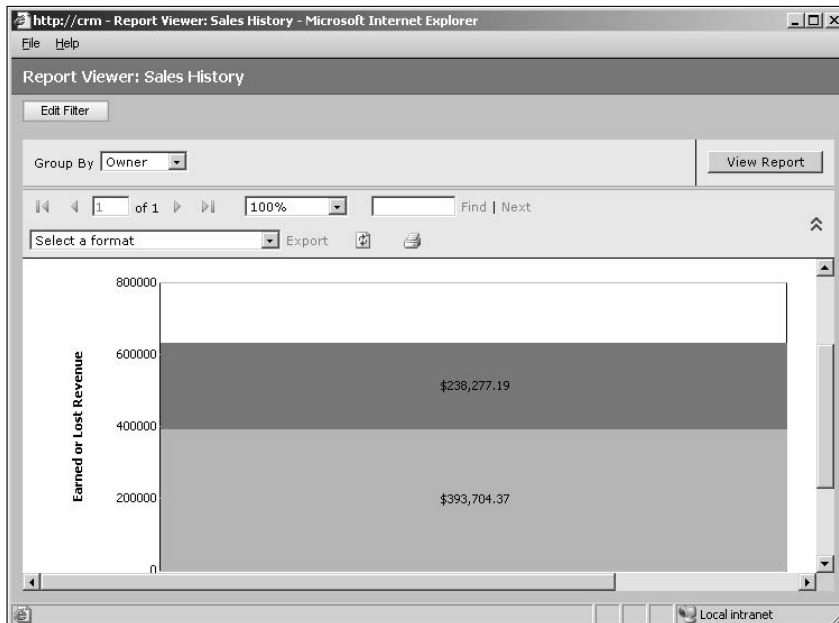 http://crm - Report Viewer: Sales History - Microsoft Internet Explorer
File Help
Report Viewer: Sales History
Edit Filter
Group By Owner View Report
1 of 1 100% Find | Next
Select a format Export
800000
600000
$238,277.19
400000
Earned or Lost Revenue
200000
$393,704.37
0
Local intranet